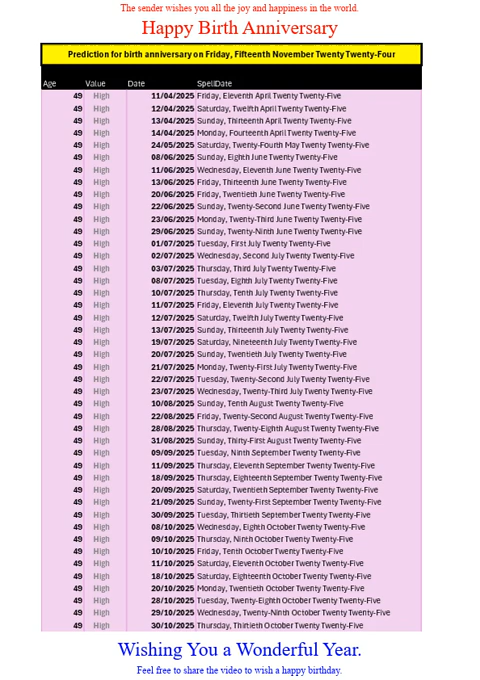 The sender wishes you all the joy and happiness in the world.
Happy Birth Anniversary
Prediction for birth anniversary on Friday, Fifteenth November Twenty Twenty-Four
Age Value Date SpellDate
49 High 11/04/2025 Friday, Eleventh April Twenty Twenty-Five
49 High 12/04/2025 Saturday, Twelfth April Twenty Twenty-Five
49 High 13/04/2025 Sunday, Thirteenth April Twenty Twenty-Five
49 High 14/04/2025 Monday, Fourteenth April Twenty Twenty-Five
49 High 24/05/2025 Saturday, Twenty-Fourth May Twenty Twenty-Five
49 High 08/06/2025 Sunday, Eighth June Twenty Twenty-Five
49 High 11/06/2025 Wednesday, Eleventh June Twenty Twenty-Five
49 High 13/06/2025 Friday, Thirteenth June Twenty Twenty-Five
49 High 20/06/2025 Friday, Twentieth June Twenty Twenty-Five
49 High 22/06/2025 Sunday, Twenty-Second June Twenty Twenty-Five
49 High 23/06/2025 Monday, Twenty-Third June Twenty Twenty-Five
49 High 29/06/2025 Sunday, Twenty-Ninth June Twenty Twenty-Five
49 High 01/07/2025 Tuesday, First July Twenty Twenty-Five
49 High 02/07/2025 Wednesday, Second July Twenty Twenty-Five
49 High 03/07/2025 Thursday, Third July Twenty Twenty-Five
49 High 08/07/2025 Tuesday, Eighth July Twenty Twenty-Five
49 High 10/07/2025 Thursday, Tenth July Twenty Twenty-Five
49 High 11/07/2025 Friday, Eleventh July Twenty Twenty-Five
49 High 12/07/2025 Saturday, Twelfth July Twenty Twenty-Five
49 High 13/07/2025 Sunday, Thirteenth July Twenty Twenty-Five
49 High 19/07/2025 Saturday, Nineteenth July Twenty Twenty-Five
49 High 20/07/2025 Sunday, Twentieth July Twenty Twenty-Five
49 High 21/07/2025 Monday, Twenty-First July Twenty Twenty-Five
49 High 22/07/2025 Tuesday, Twenty-Second July Twenty Twenty-Five
49 High 23/07/2025 Wednesday, Twenty-Third July Twenty Twenty-Five
49 High 10/08/2025 Sunday, Tenth August Twenty Twenty-Five
49 High 22/08/2025 Friday, Twenty-Second August Twenty Twenty-Five
49 High 28/08/2025 Thursday, Twenty-Eighth August Twenty Twenty-Five
49 High 31/08/2025 Sunday, Thirty-First August Twenty Twenty-Five
49 High 09/09/2025 Tuesday, Ninth September Twenty Twenty-Five
49 High 11/09/2025 Thursday, Eleventh September Twenty Twenty-Five
49 High 18/09/2025 Thursday, Eighteenth September Twenty Twenty-Five
49 High 20/09/2025 Saturday, Twentieth September Twenty Twenty-Five
49 High 21/09/2025 Sunday, Twenty-First September Twenty Twenty-Five
49 High 30/09/2025 Tuesday, Thirtieth September Twenty Twenty-Five
49 High 08/10/2025 Wednesday, Eighth October Twenty Twenty-Five
49 High 09/10/2025 Thursday, Ninth October Twenty Twenty-Five
49 High 10/10/2025 Friday, Tenth October Twenty Twenty-Five
49 High 11/10/2025 Saturday, Eleventh October Twenty Twenty-Five
49 High 18/10/2025 Saturday, Eighteenth October Twenty Twenty-Five
49 High 20/10/2025 Monday, Twentieth October Twenty Twenty-Five
49 High 28/10/2025 Tuesday, Twenty-Eighth October Twenty Twenty-Five
49 High 29/10/2025 Wednesday, Twenty-Ninth October Twenty Twenty-Five
49 High 30/10/2025 Thursday, Thirtieth October Twenty Twenty-Five
Wishing You a Wonderful Year.
Feel free to share the video to wish a happy birthday.